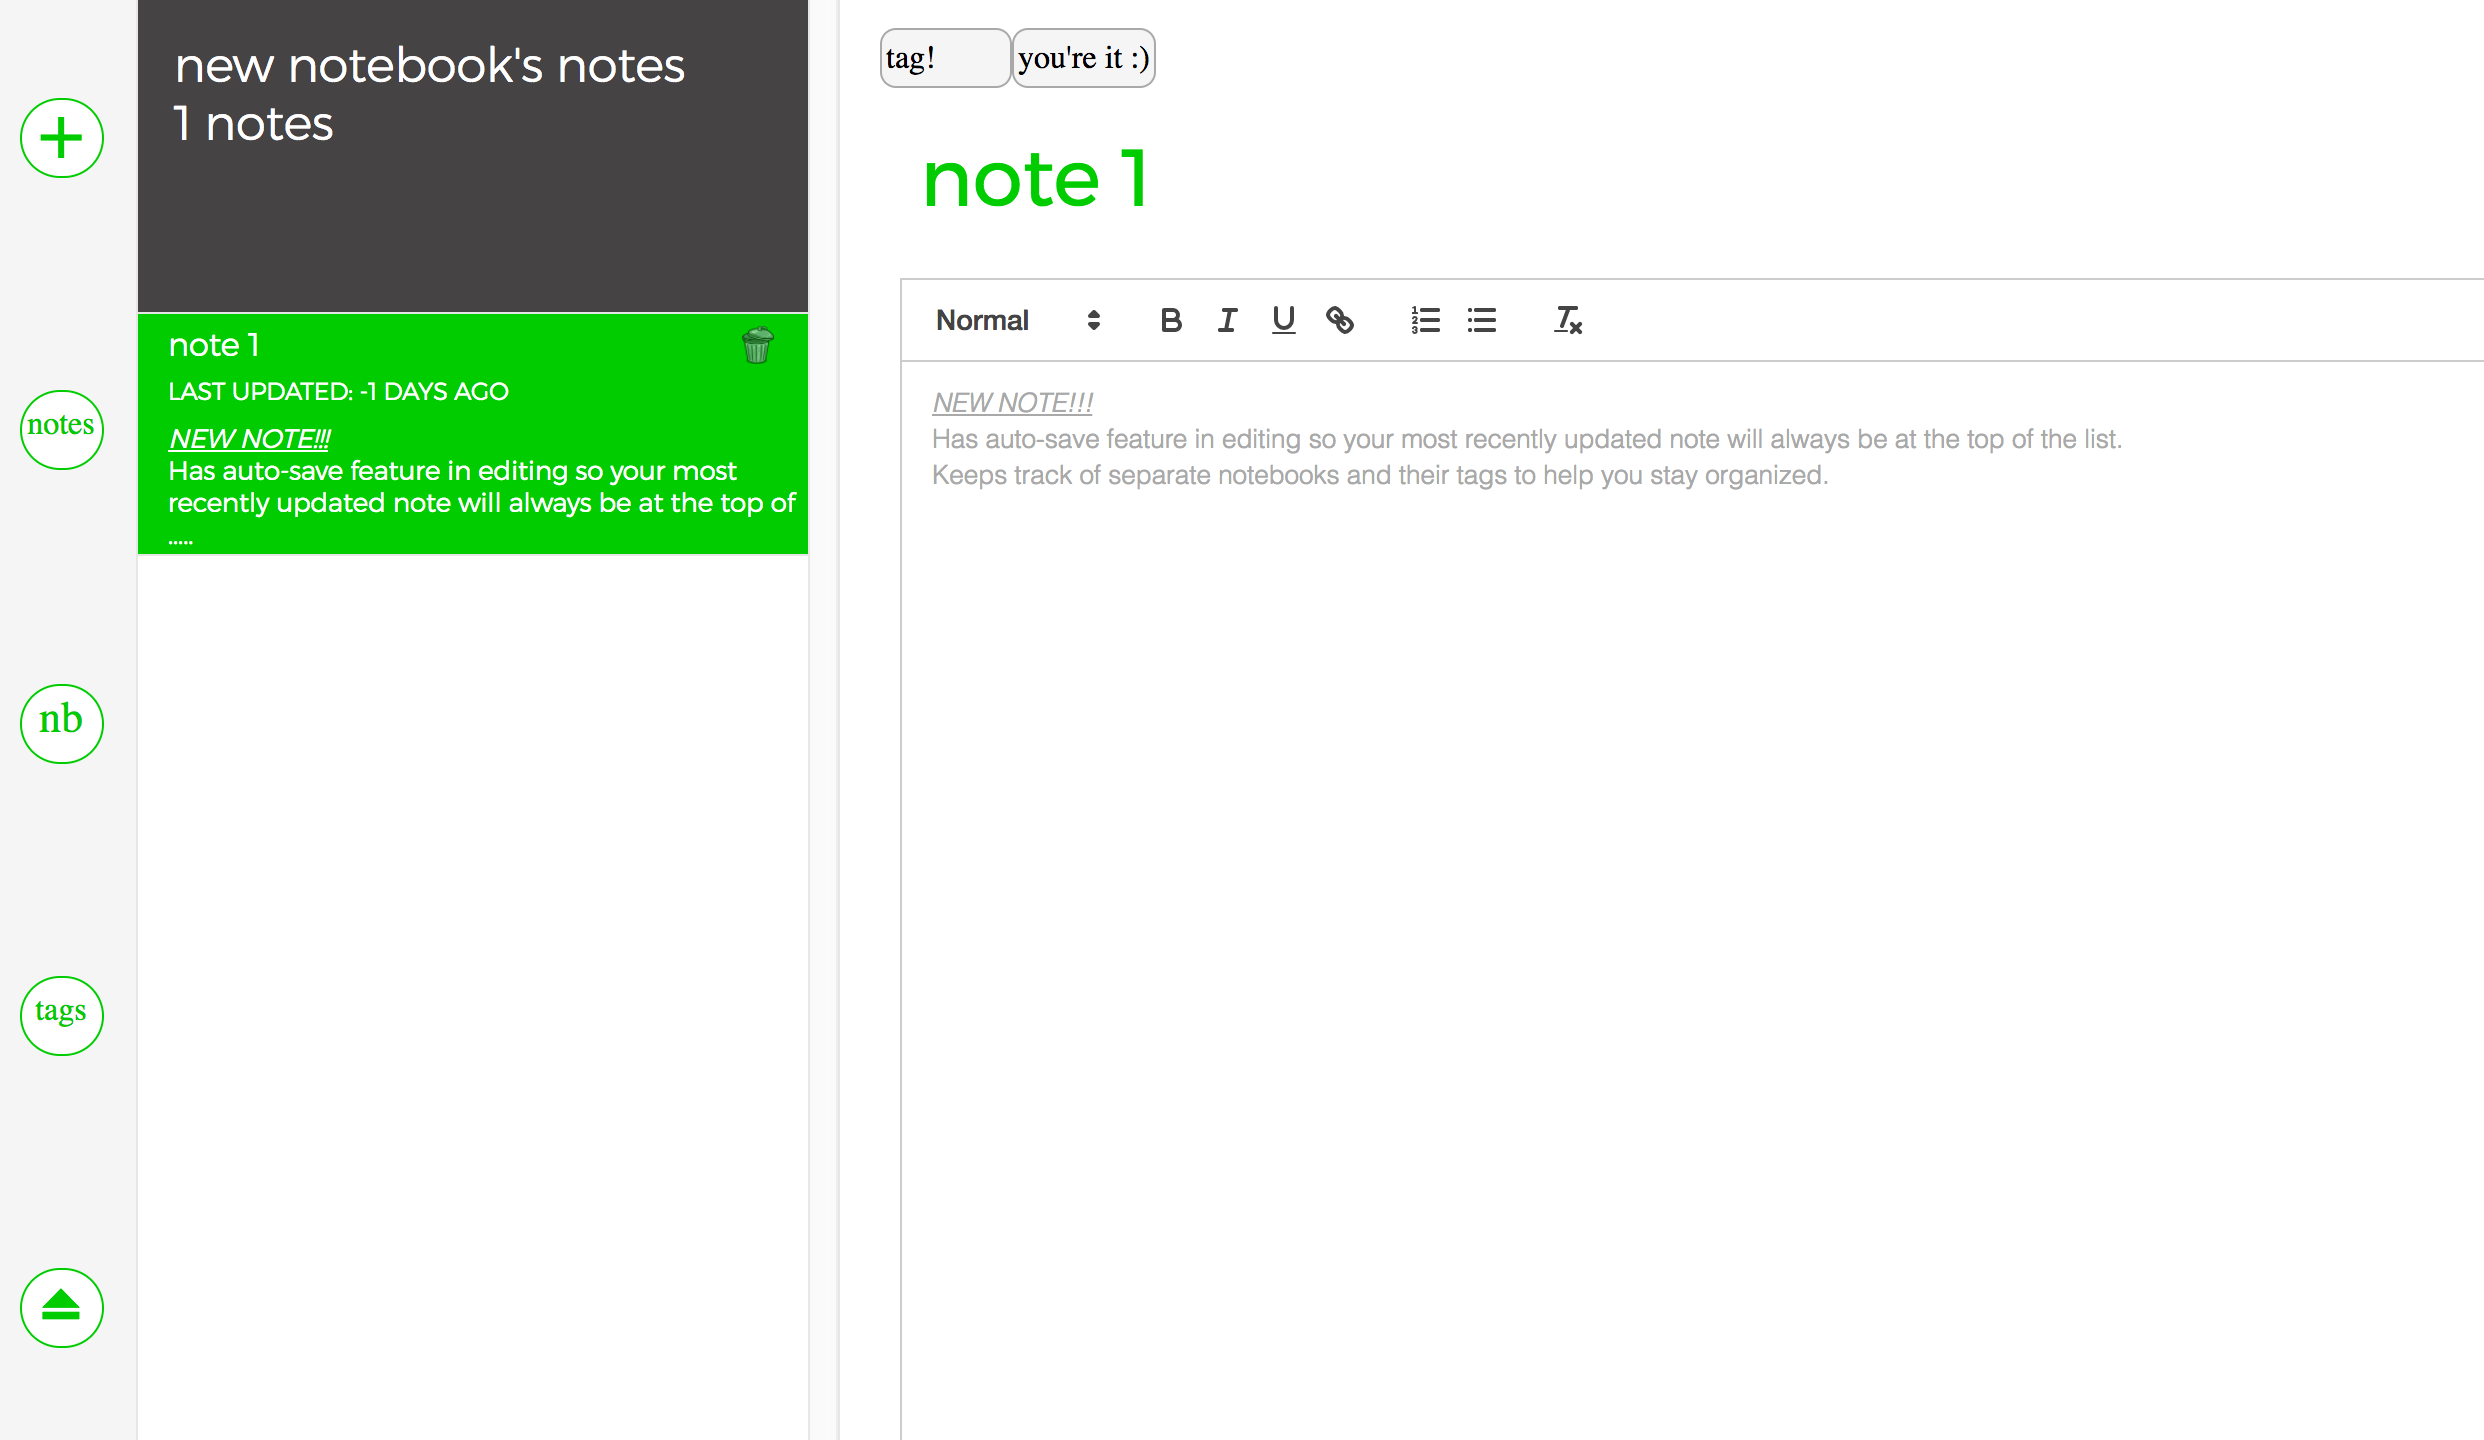 notes
nb
tags
new notebook's notes
1 notes
note 1
LAST UPDATED: -1 DAYS AGO
NEW NOTE!!!
Has auto-save feature in editing so your most
recently updated note will always be at the top of
.....
tag!
you're it :)
note 1
Normal
NEW NOTE!!!
Has auto-save feature in editing so your most recently updated note will always be at the top of the list.
Keeps track of separate notebooks and their tags to help you stay organized.